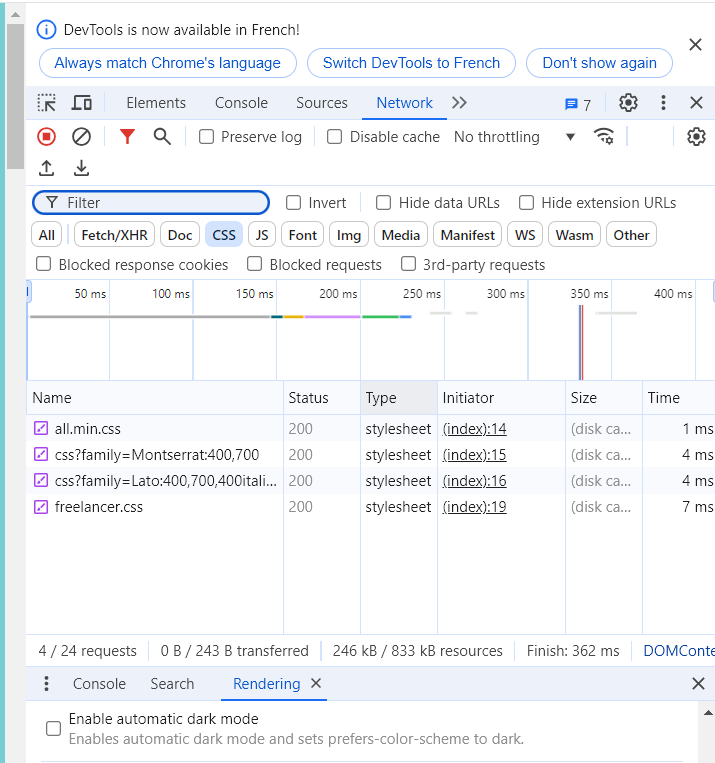 DevTools is now available in French!
Always match Chrome's language Switch DevTools to French Don't show again
Elements Console Sources Network 7
Preserve log Disable cache No throttling
Filter Invert Hide data URLs Hide extension URLs
All Fetch/XHR Doc CSS JS Font Img Media Manifest WS Wasm Other
Blocked response cookies Blocked requests 3rd-party requests
50 ms 100 ms 150 ms 200 ms 250 ms 300 ms 350 ms 400 ms
Name Status Type Initiator Size Time
all.min.css 200 stylesheet (index):14 (disk ca... 1 ms
css?family=Montserrat:400,700 200 stylesheet (index):15 (disk ca... 4 ms
css?family=Lato:400,700,400itali... 200 stylesheet (index):16 (disk ca... 4 ms
freelancer.css 200 stylesheet (index):19 (disk ca... 7 ms
4 / 24 requests 0 B / 243 B transferred 246 kB / 833 kB resources Finish: 362 ms DOMConte
Console Search Rendering
Enable automatic dark mode
Enables automatic dark mode and sets prefers-color-scheme to dark.